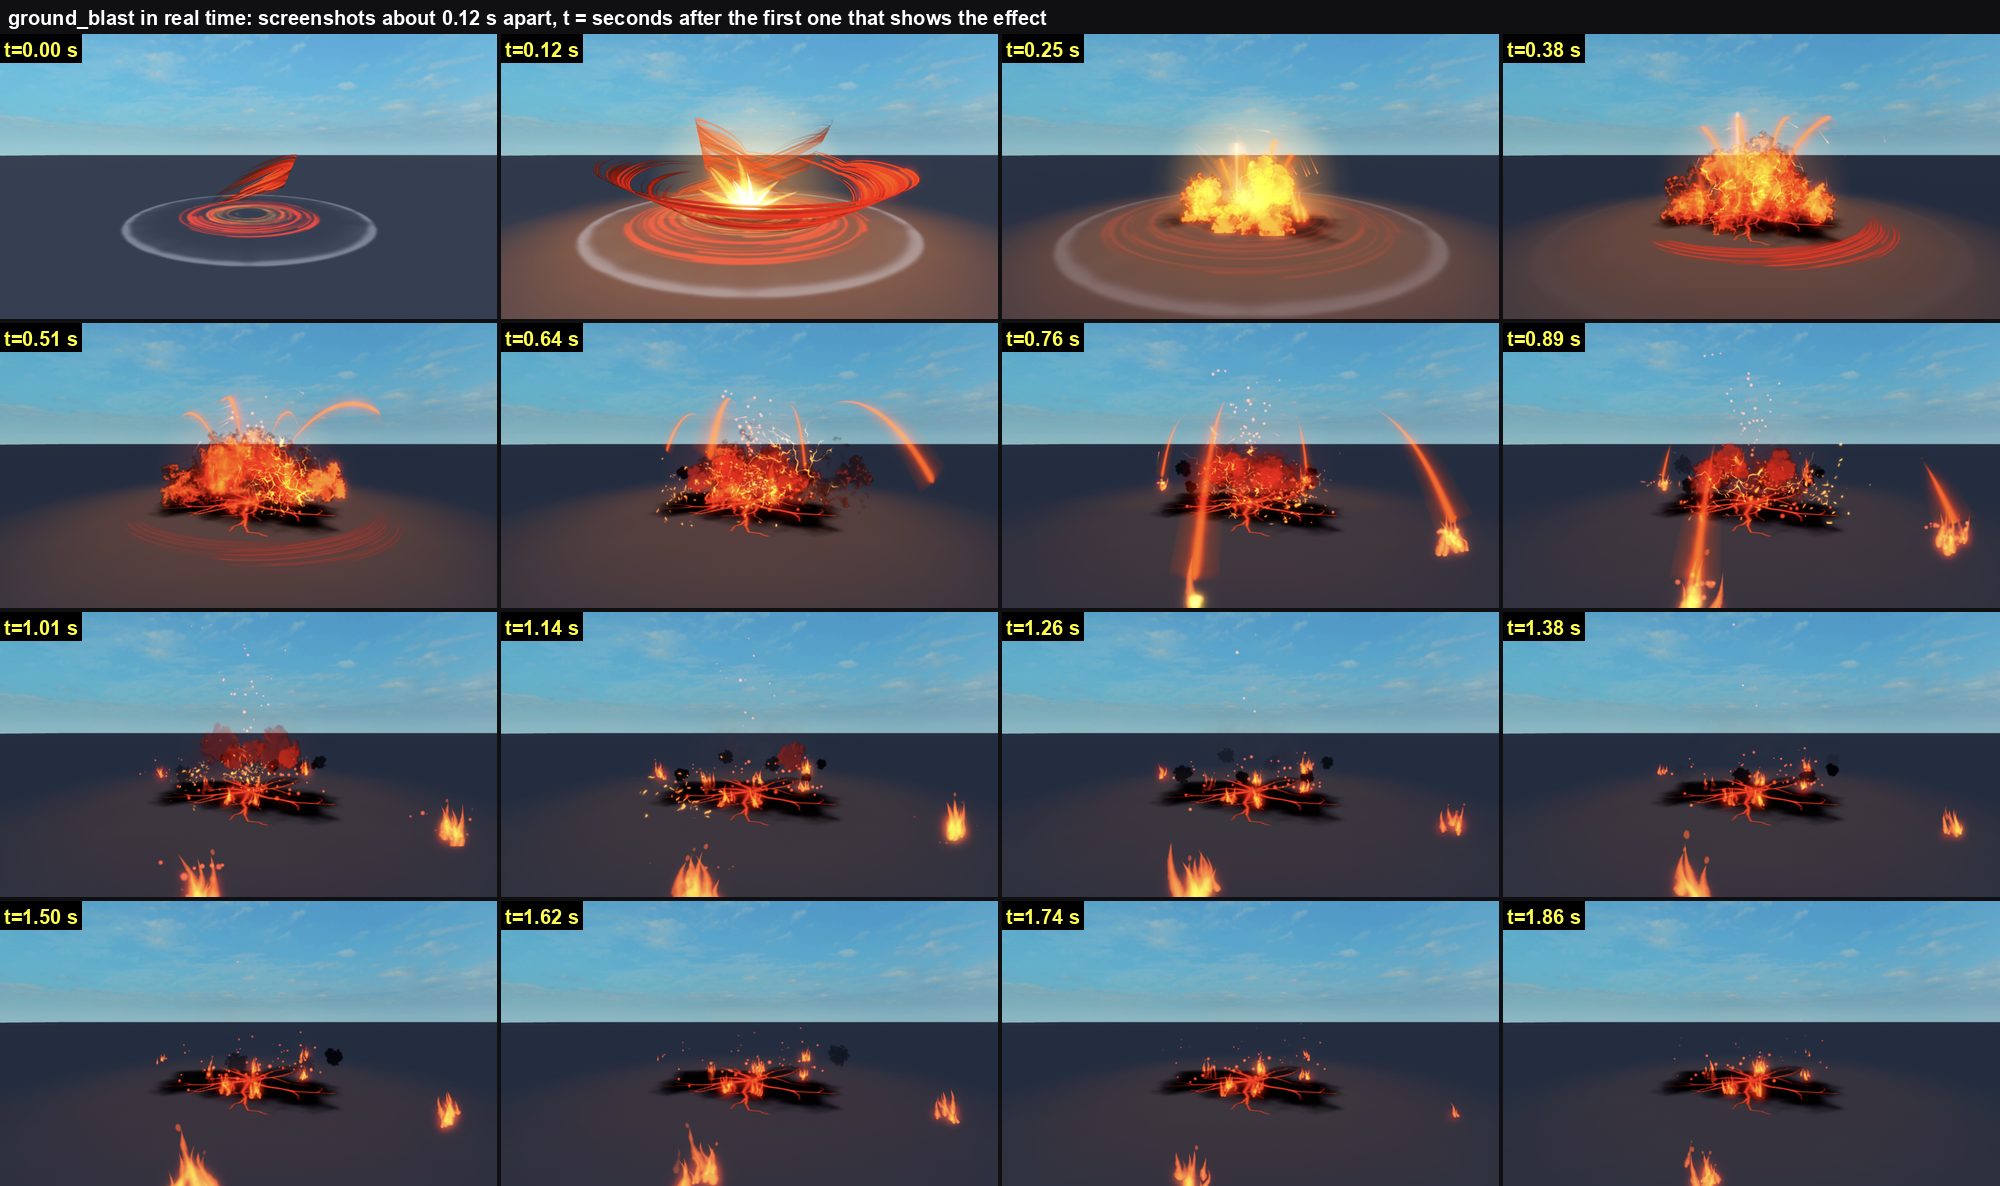 ground_blast in real time: screenshots about 0.12 s apart, t = seconds after the first one that shows the effect
t=0.00 s
t=0.12 s
t=0.25 s
t=0.38 s
t=0.51 s
t=0.64 s
t=0.76 s
t=0.89 s
t=1.01 s
t=1.14 s
t=1.26 s
t=1.38 s
t=1.50 s
t=1.62 s
t=1.74 s
t=1.86 s